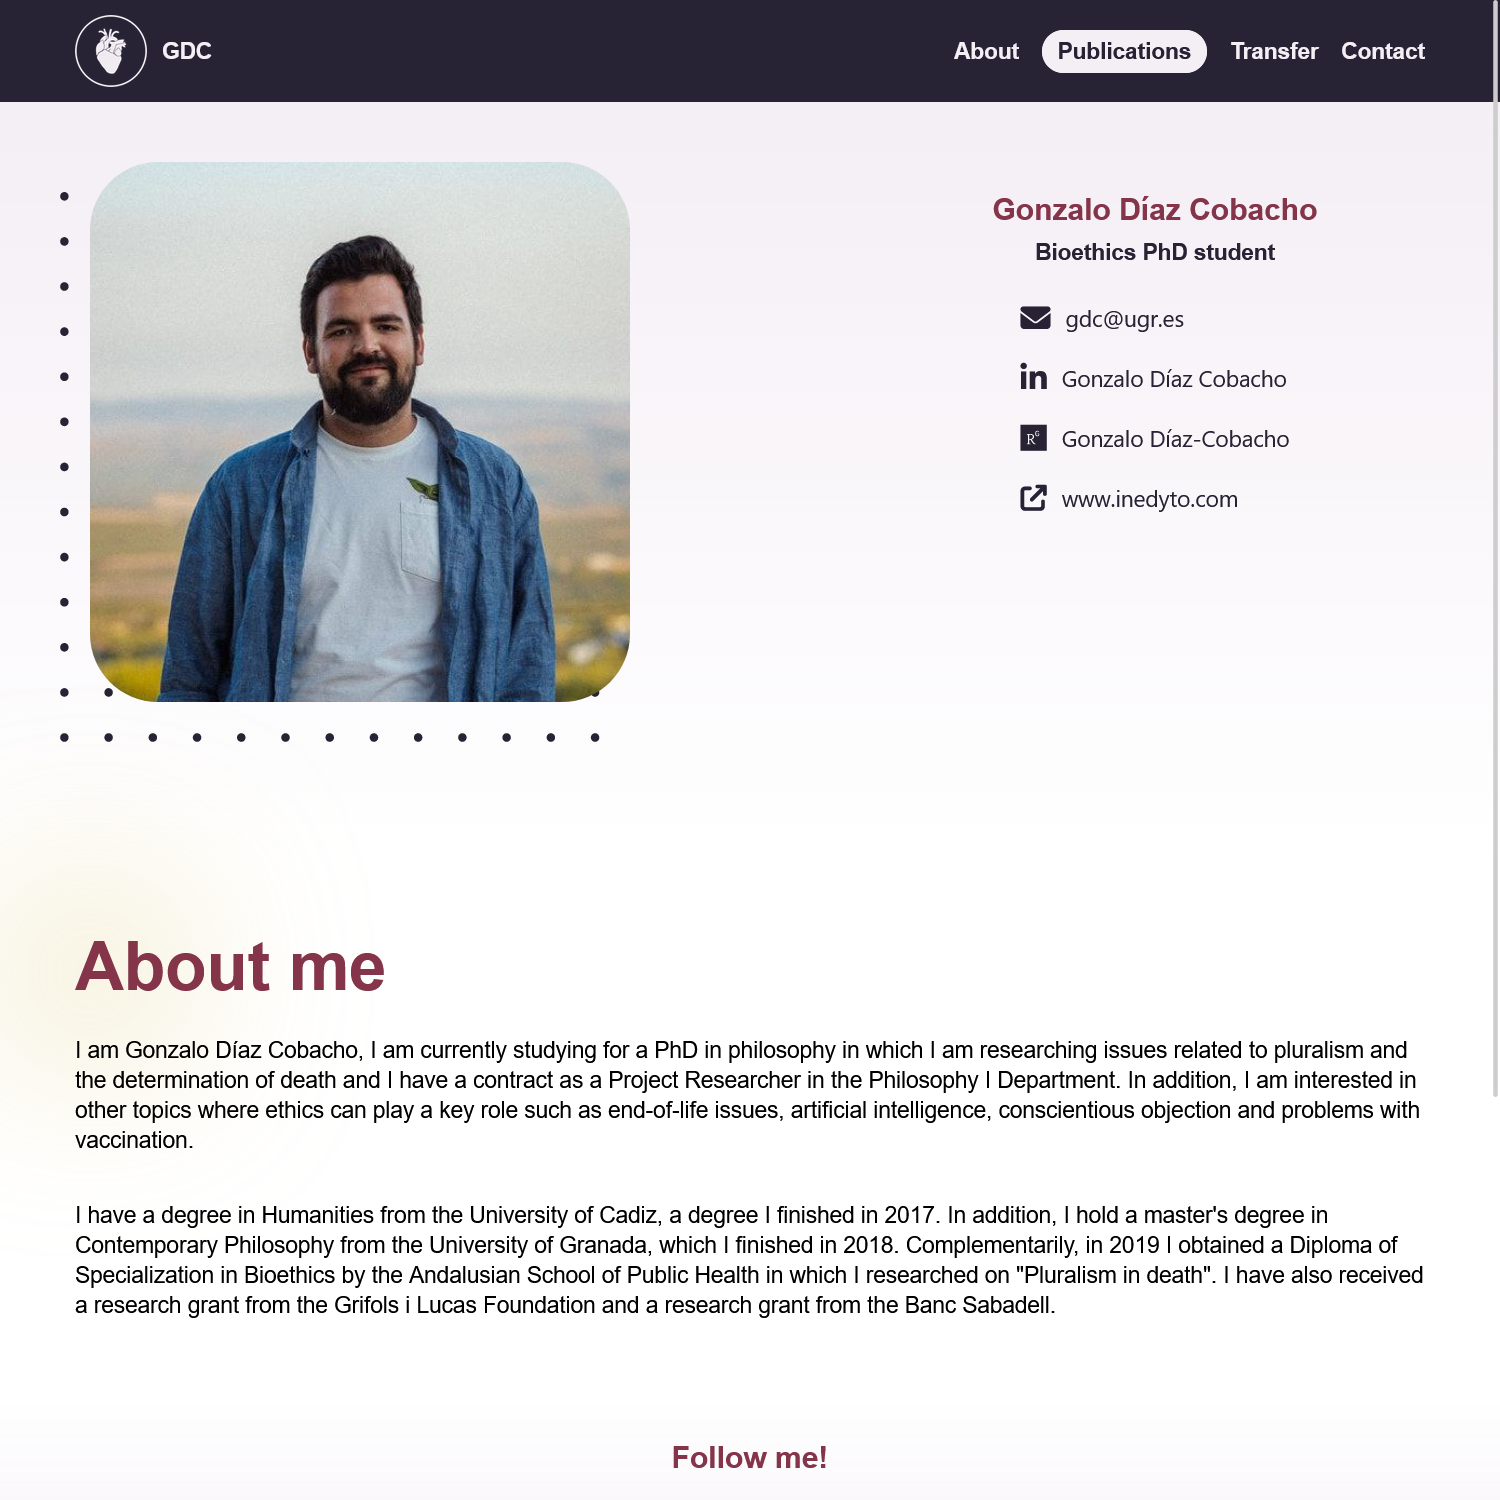 GDC
About
Publications
Transfer
Contact
Gonzalo Díaz Cobacho
Bioethics PhD student
gdc@ugr.es
in Gonzalo Díaz Cobacho
RG Gonzalo Díaz-Cobacho
www.inedyto.com
About me
I am Gonzalo Díaz Cobacho, I am currently studying for a PhD in philosophy in which I am researching issues related to pluralism and
the determination of death and I have a contract as a Project Researcher in the Philosophy I Department. In addition, I am interested in
other topics where ethics can play a key role such as end-of-life issues, artificial intelligence, conscientious objection and problems with
vaccination.
I have a degree in Humanities from the University of Cadiz, a degree I finished in 2017. In addition, I hold a master's degree in
Contemporary Philosophy from the University of Granada, which I finished in 2018. Complementarily, in 2019 I obtained a Diploma of
Specialization in Bioethics by the Andalusian School of Public Health in which I researched on "Pluralism in death". I have also received
a research grant from the Grifols i Lucas Foundation and a research grant from the Banc Sabadell.
Follow me!